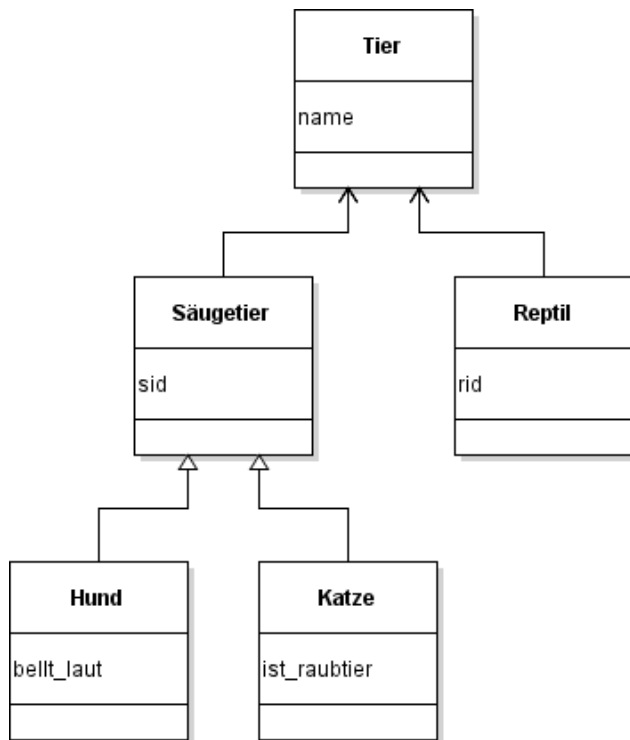 Tier
name
Säugetier
sid
Reptil
rid
Hund
bellt_laut
Katze
ist_raubtier